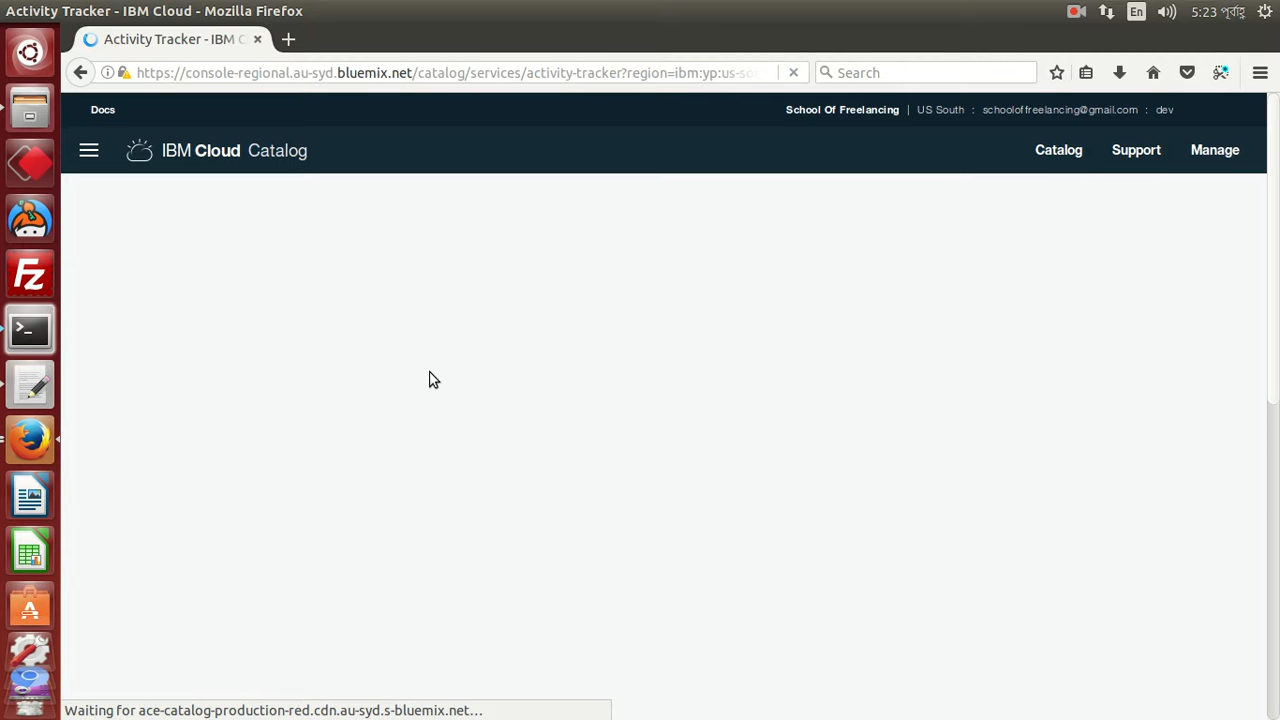 Activity Tracker - IBM Cloud - Mozilla Firefox
En
5:23 পূর্বাহ্ণ
Activity Tracker - IBM C
https://console-regional.au-syd.bluemix.net/catalog/services/activity-tracker?region=ibm:yp:us-so
Search
Docs
School Of Freelancing | US South : schooloffreelancing@gmail.com : dev
IBM Cloud Catalog
Catalog
Support
Manage
Waiting for ace-catalog-production-red.cdn.au-syd.s-bluemix.net…